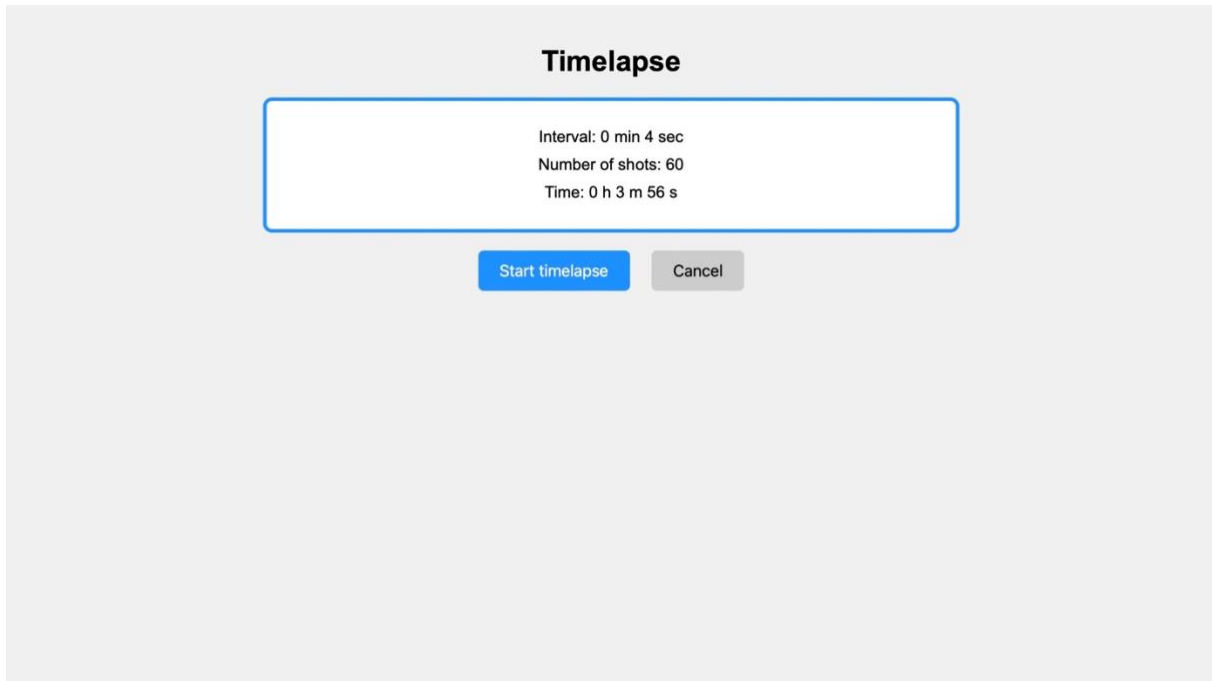 Timelapse
Interval: 0 min 4 sec
Number of shots: 60
Time: 0 h 3 m 56 s
Start timelapse Cancel